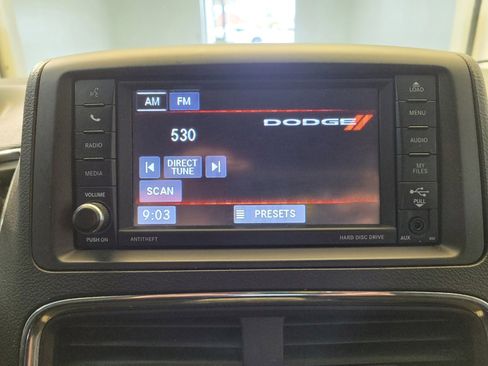 LOAD
AM FM
MENU
530
DODGE
RADIO
AUDIO
DIRECT
TUNE
MEDIA
MY
FILES
SCAN
VOLUME
PULL
9:03
PRESETS
PUSH ON
ANTITHEFT
HARD DISC DRIVE
AUX